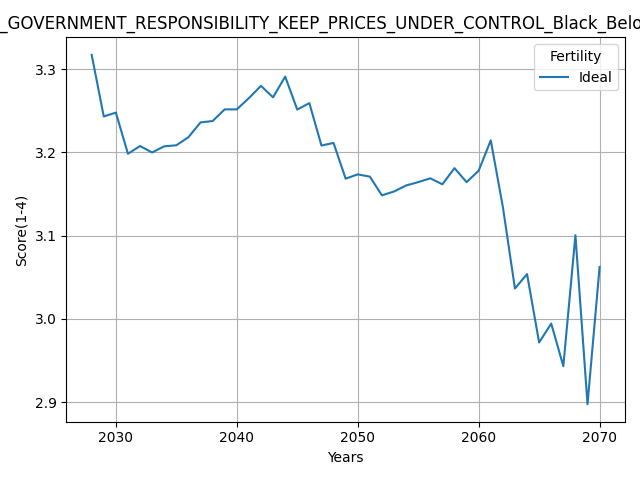 _GOVERNMENT_RESPONSIBILITY_KEEP_PRICES_UNDER_CONTROL_Black_Belo
Fertility
Ideal
3.3
3.2
3.1
3.0
2.9
Score(1-4)
2030
2040
2050
2060
2070
Years